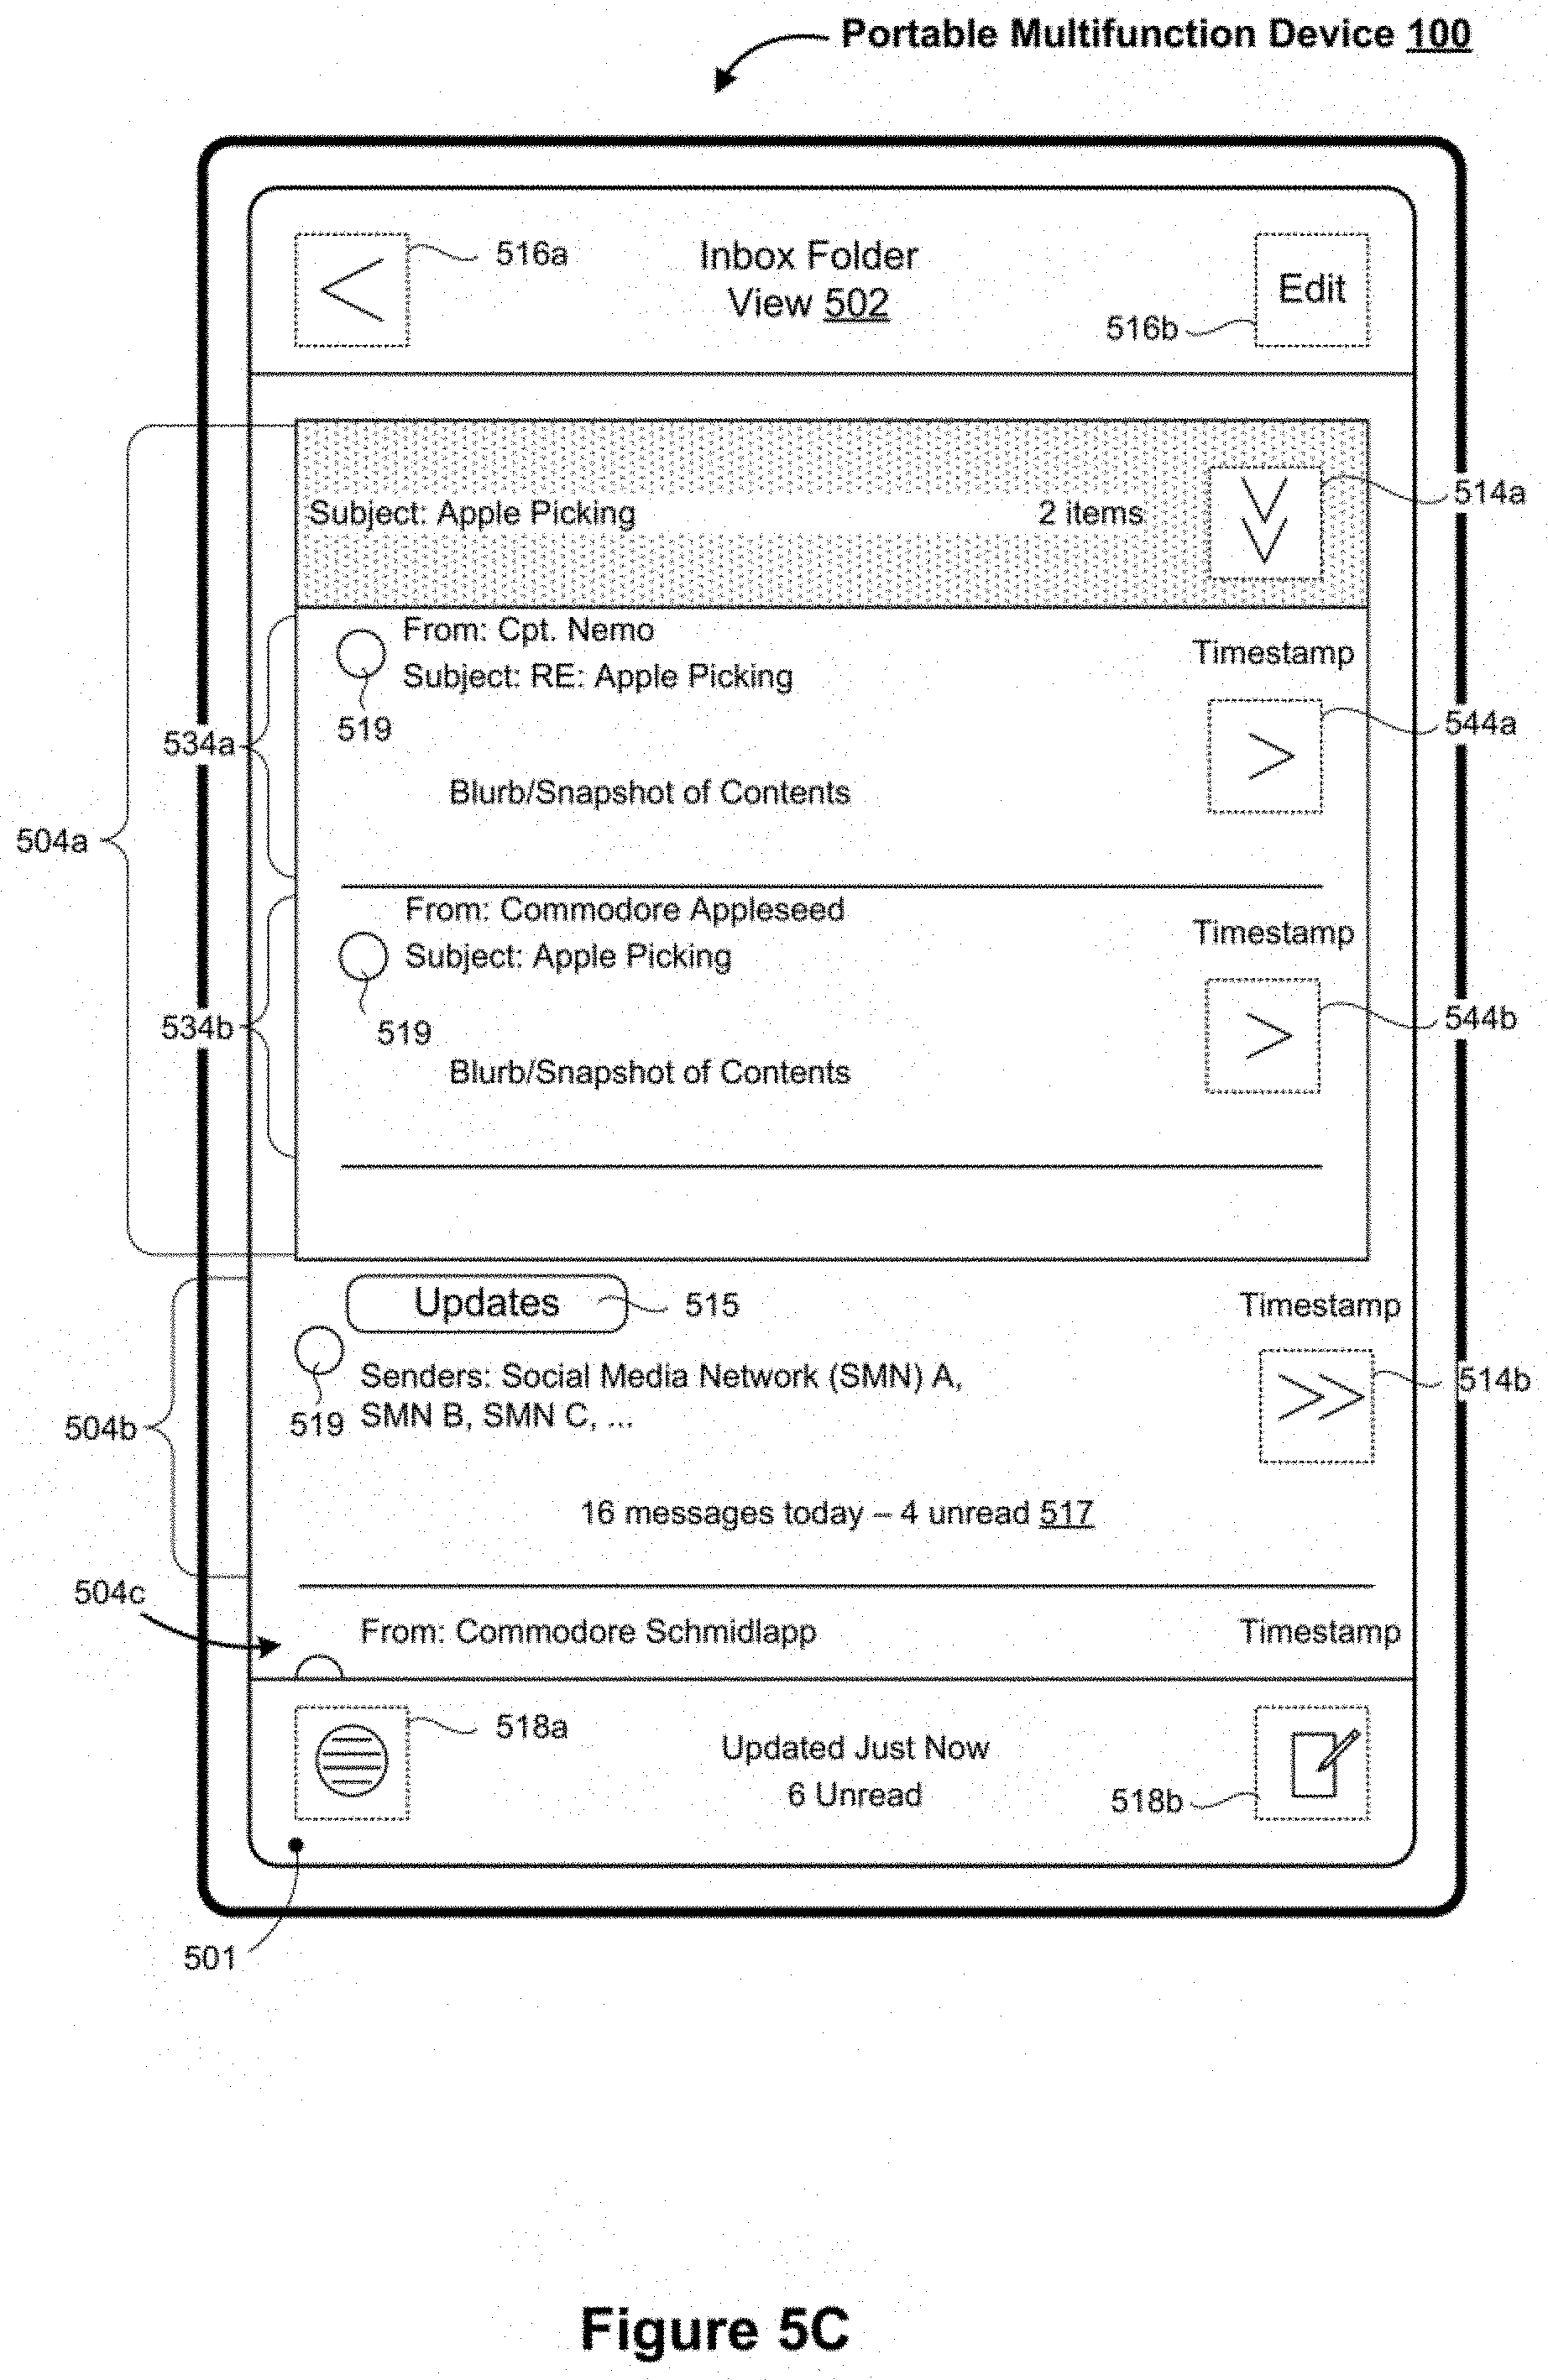 Portable Multifunction Device 100
516a
Inbox Folder
View 502
Edit
516b
504a
Subject: Apple Picking
2 items
514a
534a
From: Cpt. Nemo
Subject: RE: Apple Picking
519
Timestamp
544a
Blurb/Snapshot of Contents
534b
From: Commodore Appleseed
Subject: Apple Picking
519
Timestamp
544b
Blurb/Snapshot of Contents
504b
Updates
515
Timestamp
519
Senders: Social Media Network (SMN) A,
SMN B, SMN C, ...
514b
16 messages today – 4 unread 517
504c
From: Commodore Schmidlapp
Timestamp
518a
Updated Just Now
6 Unread
518b
501
Figure 5C